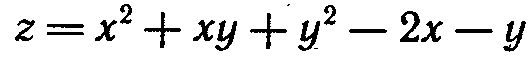 z = x² + xy + y² − 2x − y